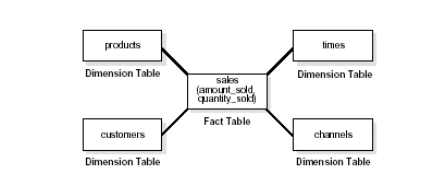 products
Dimension Table
times
Dimension Table
sales
(amount_sold,
quantity_sold)
Fact Table
customers
Dimension Table
channels
Dimension Table